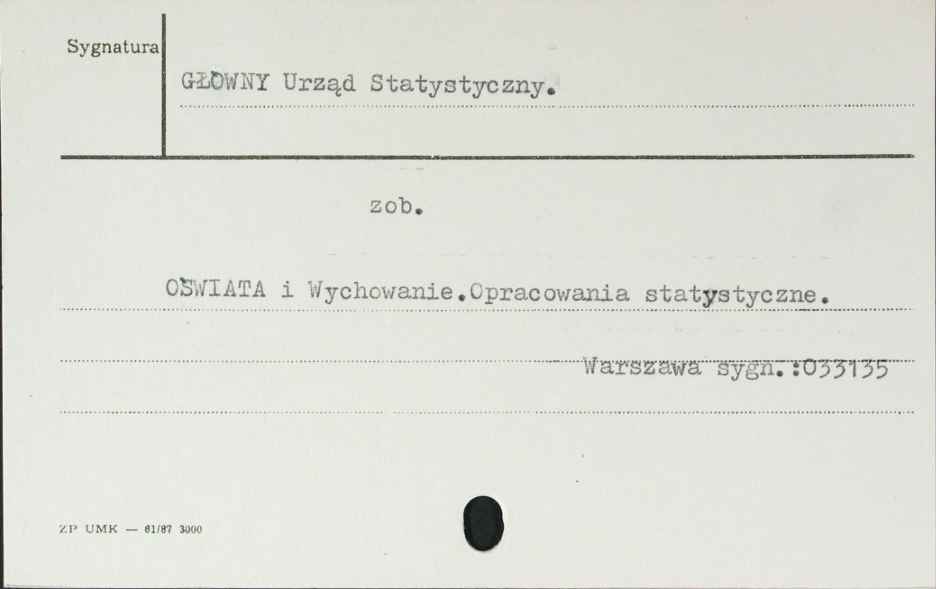 Sygnatura
GŁÓWNY Urząd Statystyczny.
zob.
OŚWIATA i Wychowanie.Opracowania statystyczne.
Warszawa sygn.:033135
ZP UMK — 61/87 3000